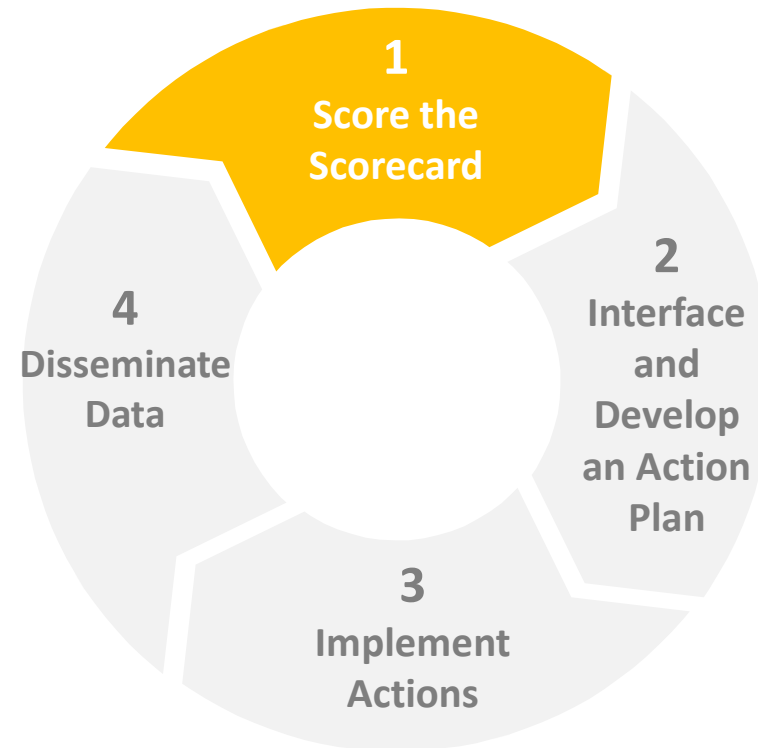 1
Score the
Scorecard
2
Interface
and
Develop
an Action
Plan
3
Implement
Actions
4
Disseminate
Data